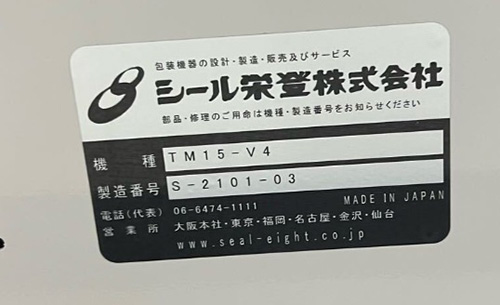 包装機器の設計・製造・販売及びサービス
シール栄登株式会社
部品・修理のご用命は機種・製造番号をお知らせください
機種 TM15-V4
製造番号 S-2101-03
MADE IN JAPAN
電話(代表) 06-6474-1111
営業所 大阪本社・東京・福岡・名古屋・金沢・仙台
www.seal-eight.co.jp